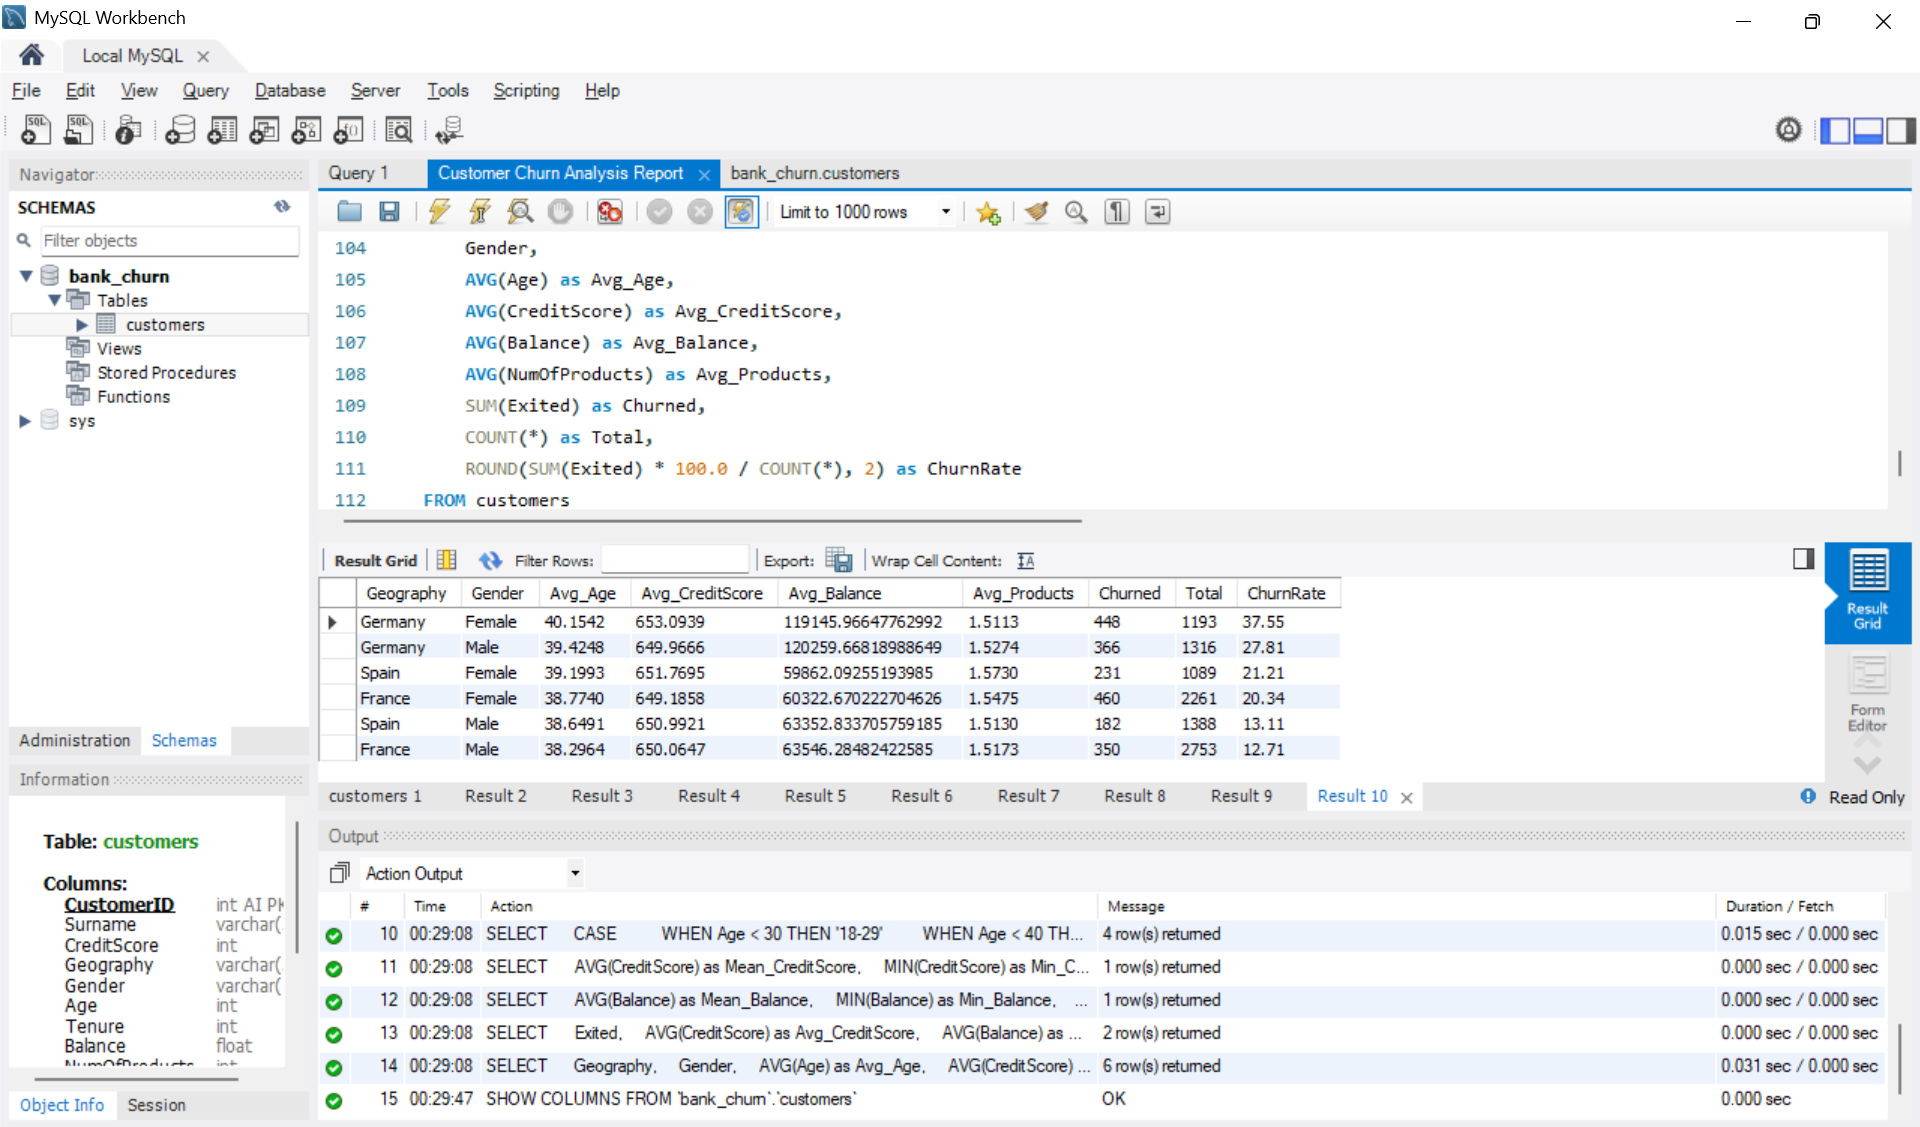 MySQL Workbench
Local MySQL
File Edit View Query Database Server Tools Scripting Help
Navigator
SCHEMAS
Filter objects
bank_churn
Tables
customers
Views
Stored Procedures
Functions
sys
Administration Schemas
Information
Table: customers
Columns:
CustomerID int AI PK
Surname varchar(
CreditScore int
Geography varchar(
Gender varchar(
Age int
Tenure int
Balance float
NumOfProducts int
Object Info Session
Query 1 Customer Churn Analysis Report bank_churn.customers
Limit to 1000 rows
104 Gender,
105 AVG(Age) as Avg_Age,
106 AVG(CreditScore) as Avg_CreditScore,
107 AVG(Balance) as Avg_Balance,
108 AVG(NumOfProducts) as Avg_Products,
109 SUM(Exited) as Churned,
110 COUNT(*) as Total,
111 ROUND(SUM(Exited) * 100.0 / COUNT(*), 2) as ChurnRate
112 FROM customers
Result Grid Filter Rows: Export: Wrap Cell Content:
Geography Gender Avg_Age Avg_CreditScore Avg_Balance Avg_Products Churned Total ChurnRate
Germany Female 40.1542 653.0939 119145.96647762992 1.5113 448 1193 37.55
Germany Male 39.4248 649.9666 120259.66818988649 1.5274 366 1316 27.81
Spain Female 39.1993 651.7695 59862.09255193985 1.5730 231 1089 21.21
France Female 38.7740 649.1858 60322.670222704626 1.5475 460 2261 20.34
Spain Male 38.6491 650.9921 63352.833705759185 1.5130 182 1388 13.11
France Male 38.2964 650.0647 63546.28482422585 1.5173 350 2753 12.71
Result
Grid
Form
Editor
customers 1 Result 2 Result 3 Result 4 Result 5 Result 6 Result 7 Result 8 Result 9 Result 10 Read Only
Output
Action Output
# Time Action Message Duration / Fetch
10 00:29:08 SELECT CASE WHEN Age < 30 THEN '18-29' WHEN Age < 40 TH... 4 row(s) returned 0.015 sec / 0.000 sec
11 00:29:08 SELECT AVG(CreditScore) as Mean_CreditScore, MIN(CreditScore) as Min_C... 1 row(s) returned 0.000 sec / 0.000 sec
12 00:29:08 SELECT AVG(Balance) as Mean_Balance, MIN(Balance) as Min_Balance, ... 1 row(s) returned 0.000 sec / 0.000 sec
13 00:29:08 SELECT Exited, AVG(CreditScore) as Avg_CreditScore, AVG(Balance) as ... 2 row(s) returned 0.000 sec / 0.000 sec
14 00:29:08 SELECT Geography, Gender, AVG(Age) as Avg_Age, AVG(CreditScore) ... 6 row(s) returned 0.031 sec / 0.000 sec
15 00:29:47 SHOW COLUMNS FROM `bank_churn`.`customers` OK 0.000 sec